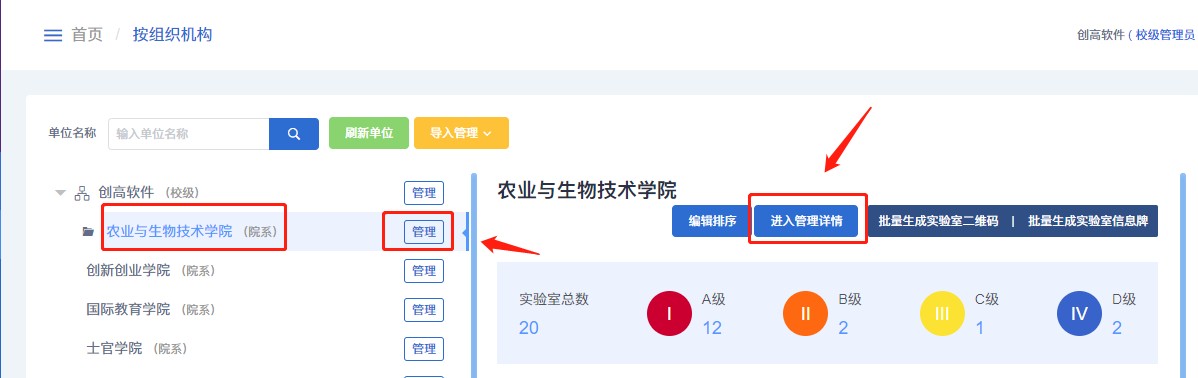 首页 / 按组织机构
创高软件 ( 校级管理员
单位名称 输入单位名称 刷新单位 导入管理
创高软件 (校级) 管理
农业与生物技术学院 (院系) 管理
创新创业学院 (院系) 管理
国际教育学院 (院系) 管理
士官学院 (院系) 管理
农业与生物技术学院
编辑排序 进入管理详情 批量生成实验室二维码 | 批量生成实验室信息牌
实验室总数 A级 B级 C级 D级
20 I 12 II 2 III 1 IV 2